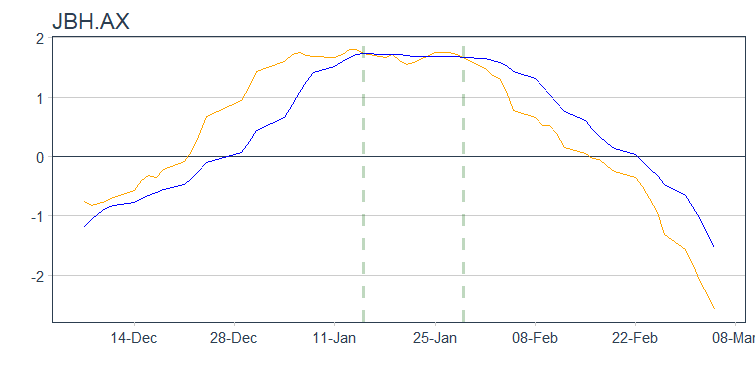 JBH.AX
2
1
0
-1
-2
14-Dec
28-Dec
11-Jan
25-Jan
08-Feb
22-Feb
08-Mar